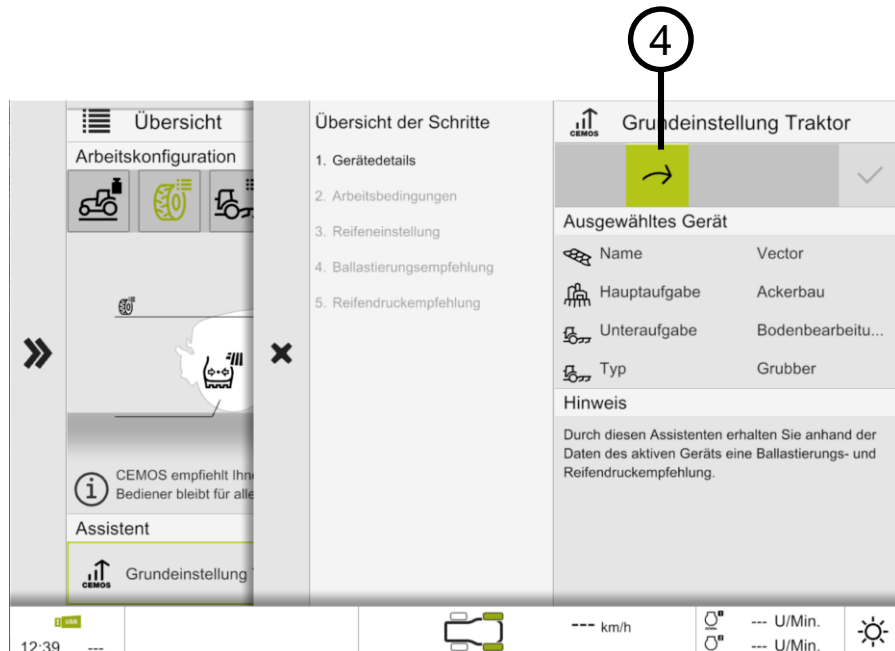 4
Übersicht
Arbeitskonfiguration
CEMOS empfiehlt Ihn
Bediener bleibt für alle
Assistent
CEMOS
Grundeinstellung
Übersicht der Schritte
1. Gerätedetails
2. Arbeitsbedingungen
3. Reifeneinstellung
4. Ballastierungsempfehlung
5. Reifendruckempfehlung
CEMOS
Grundeinstellung Traktor
Ausgewähltes Gerät
Name Vector
Hauptaufgabe Ackerbau
Unteraufgabe Bodenbearbeitu...
Typ Grubber
Hinweis
Durch diesen Assistenten erhalten Sie anhand der
Daten des aktiven Geräts eine Ballastierungs- und
Reifendruckempfehlung.
USB
12:39 ---
--- km/h
--- U/Min.
--- U/Min.